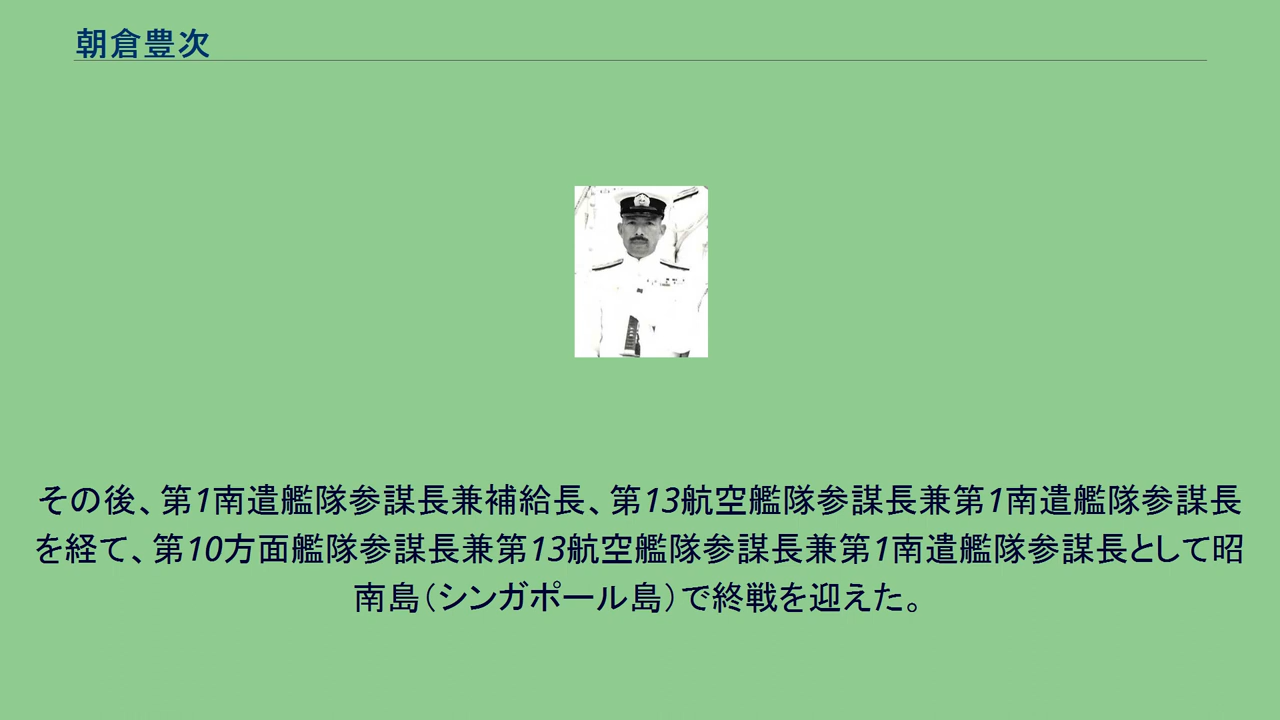 朝倉豊次
その後、第1南遣艦隊参謀長兼補給長、第13航空艦隊参謀長兼第1南遣艦隊参謀長
を経て、第10方面艦隊参謀長兼第13航空艦隊参謀長兼第1南遣艦隊参謀長として昭
南島（シンガポール島）で終戦を迎えた。